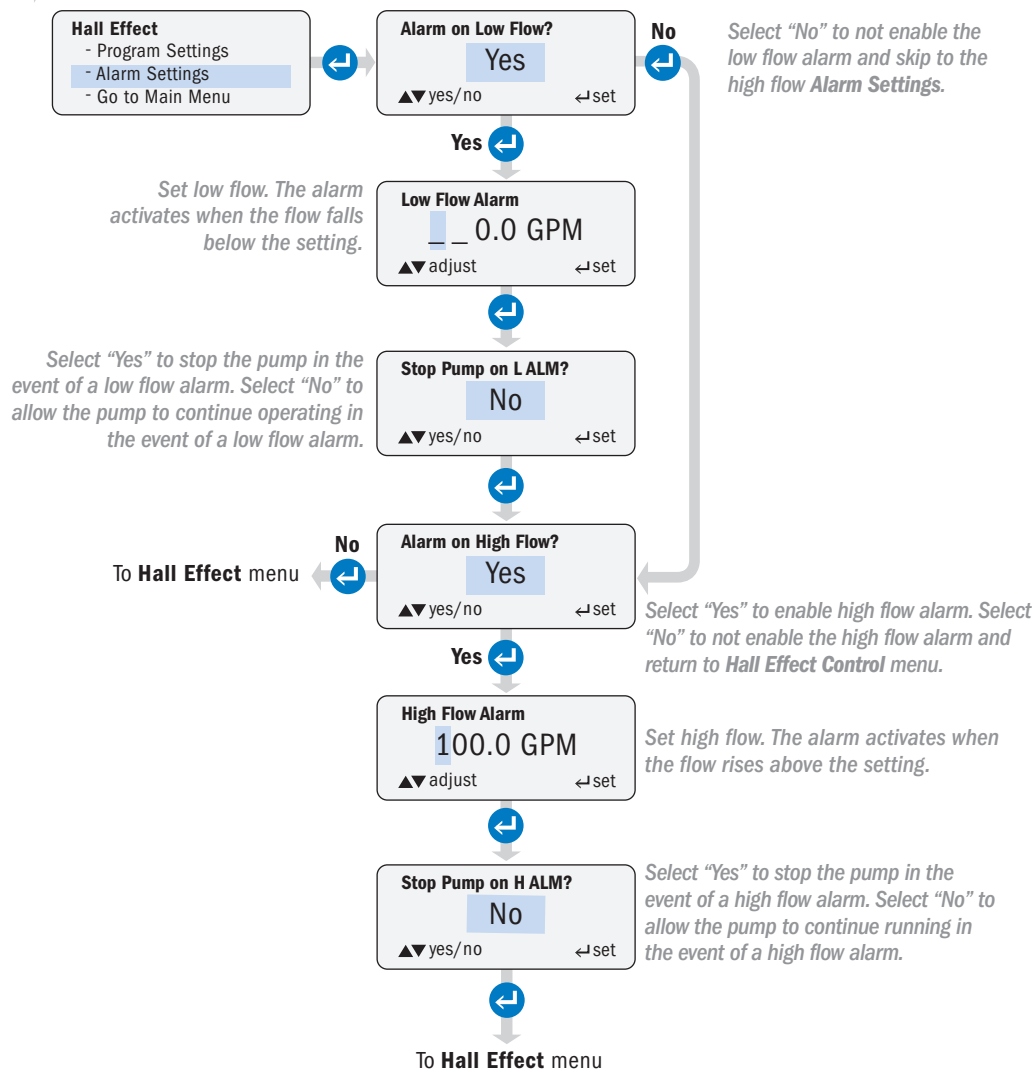 Hall Effect
- Program Settings
- Alarm Settings
- Go to Main Menu
Alarm on Low Flow?
Yes
▲▼ yes/no ↵ set
No
Select “No” to not enable the
low flow alarm and skip to the
high flow Alarm Settings.
Yes
Set low flow. The alarm
activates when the flow falls
below the setting.
Low Flow Alarm
_ _ 0.0 GPM
▲▼ adjust ↵ set
Select “Yes” to stop the pump in the
event of a low flow alarm. Select “No” to
allow the pump to continue operating in
the event of a low flow alarm.
Stop Pump on L ALM?
No
▲▼ yes/no ↵ set
To Hall Effect menu
No
Alarm on High Flow?
Yes
▲▼ yes/no ↵ set
Select “Yes” to enable high flow alarm. Select
“No” to not enable the high flow alarm and
return to Hall Effect Control menu.
Yes
High Flow Alarm
100.0 GPM
▲▼ adjust ↵ set
Set high flow. The alarm activates when
the flow rises above the setting.
Stop Pump on H ALM?
No
▲▼ yes/no ↵ set
Select “Yes” to stop the pump in the
event of a high flow alarm. Select “No” to
allow the pump to continue running in
the event of a high flow alarm.
To Hall Effect menu